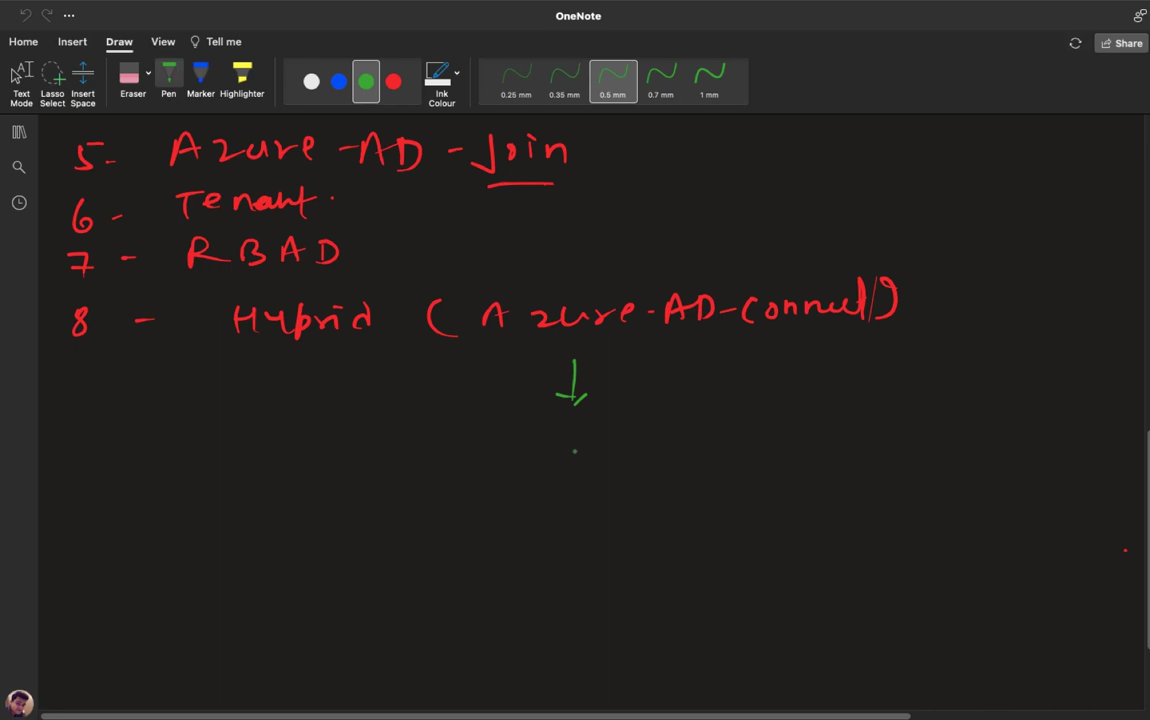 OneNote
Home Insert Draw View Tell me Share
Text Mode Lasso Select Insert Space Eraser Pen Marker Highlighter Ink Colour 0.25 mm 0.35 mm 0.5 mm 0.7 mm 1 mm
5- Azure-AD-Join
6- Tenant.
7- RBAD
8- Hybrid (Azure-AD-Connect)